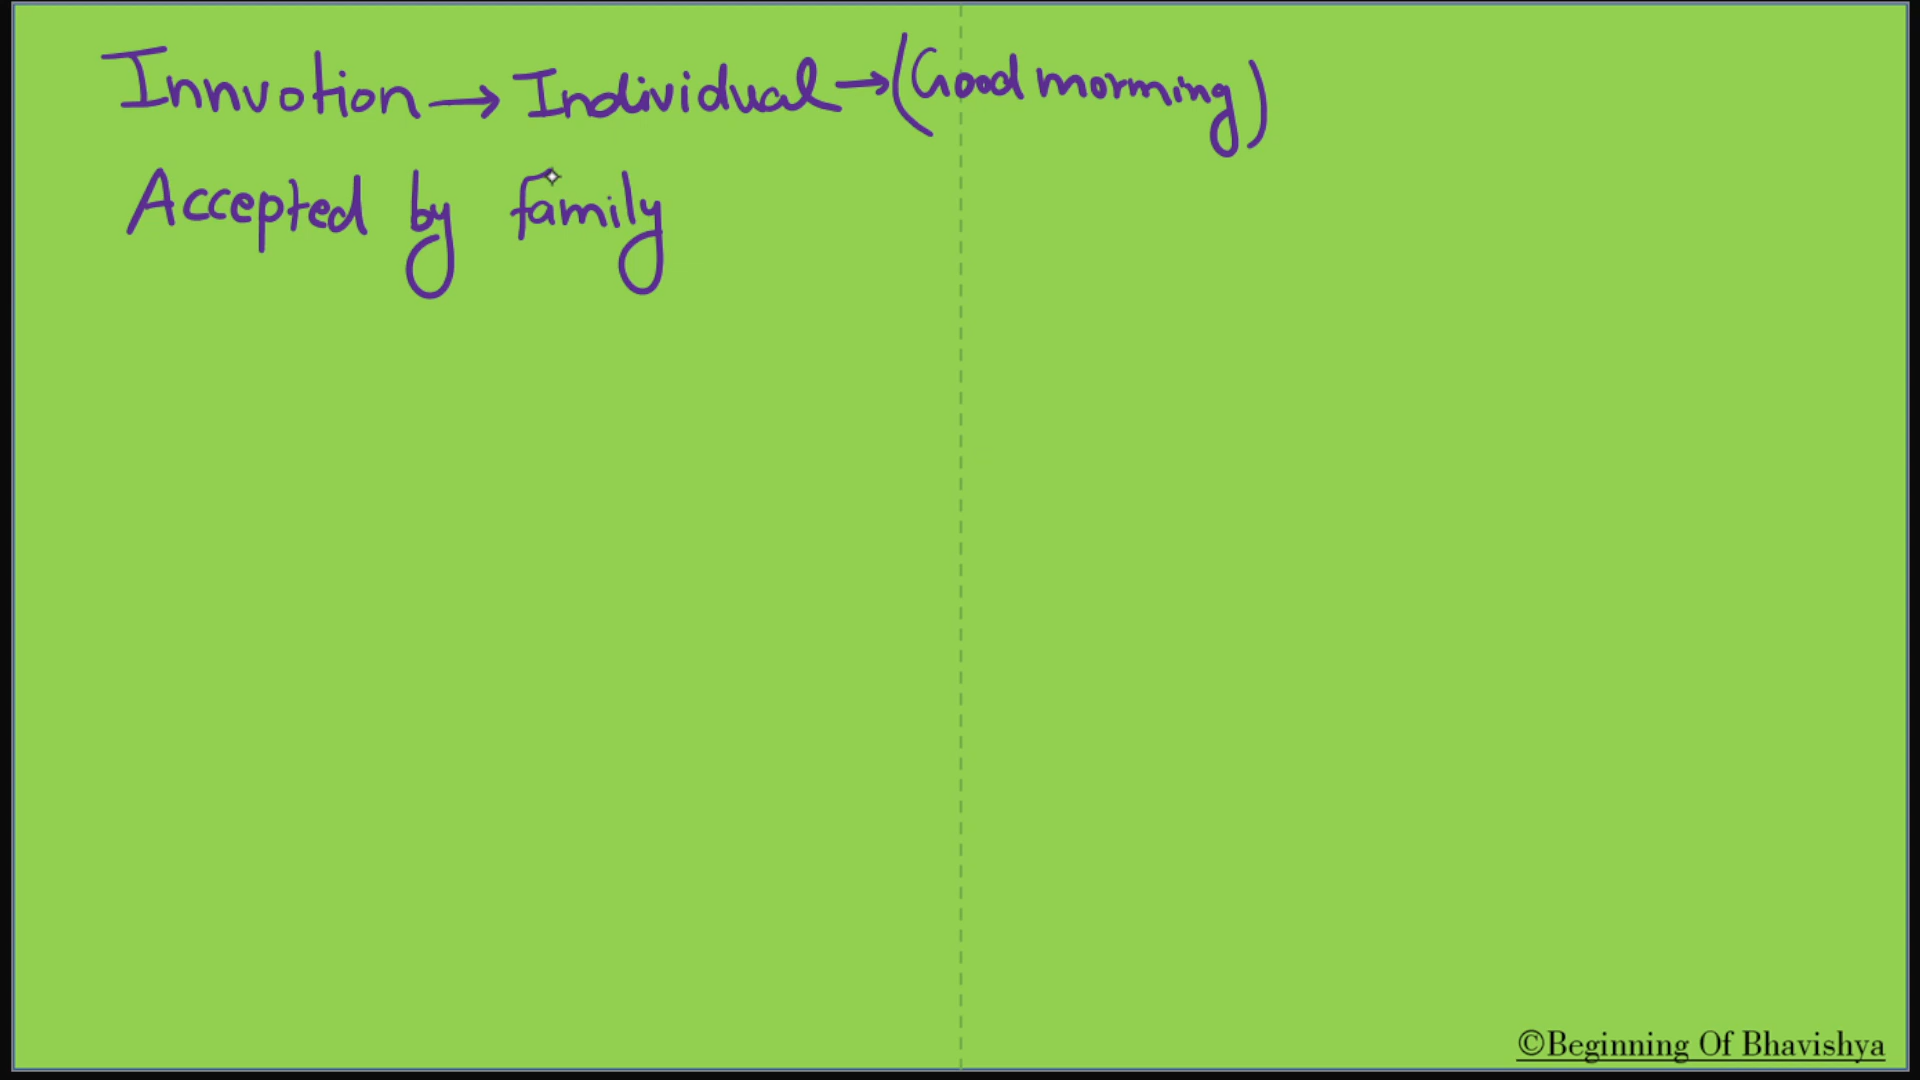 Innvotion → Individual → (Good morming)
Accepted by family
©Beginning Of Bhavishya